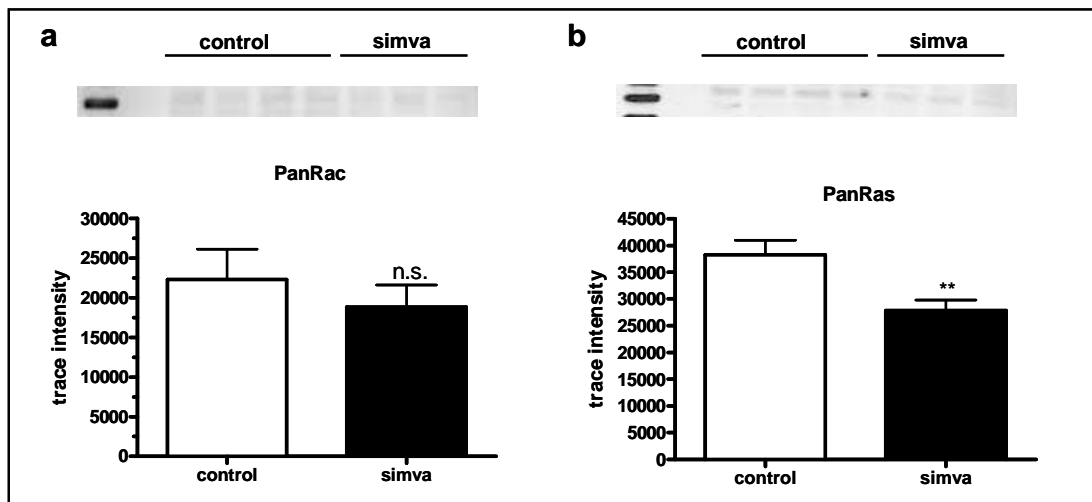 a
control simva
PanRac
trace intensity
30000
25000
20000
15000
10000
5000
0
n.s.
control simva
b
control simva
PanRas
trace intensity
45000
40000
35000
30000
25000
20000
15000
10000
5000
0
**
control simva